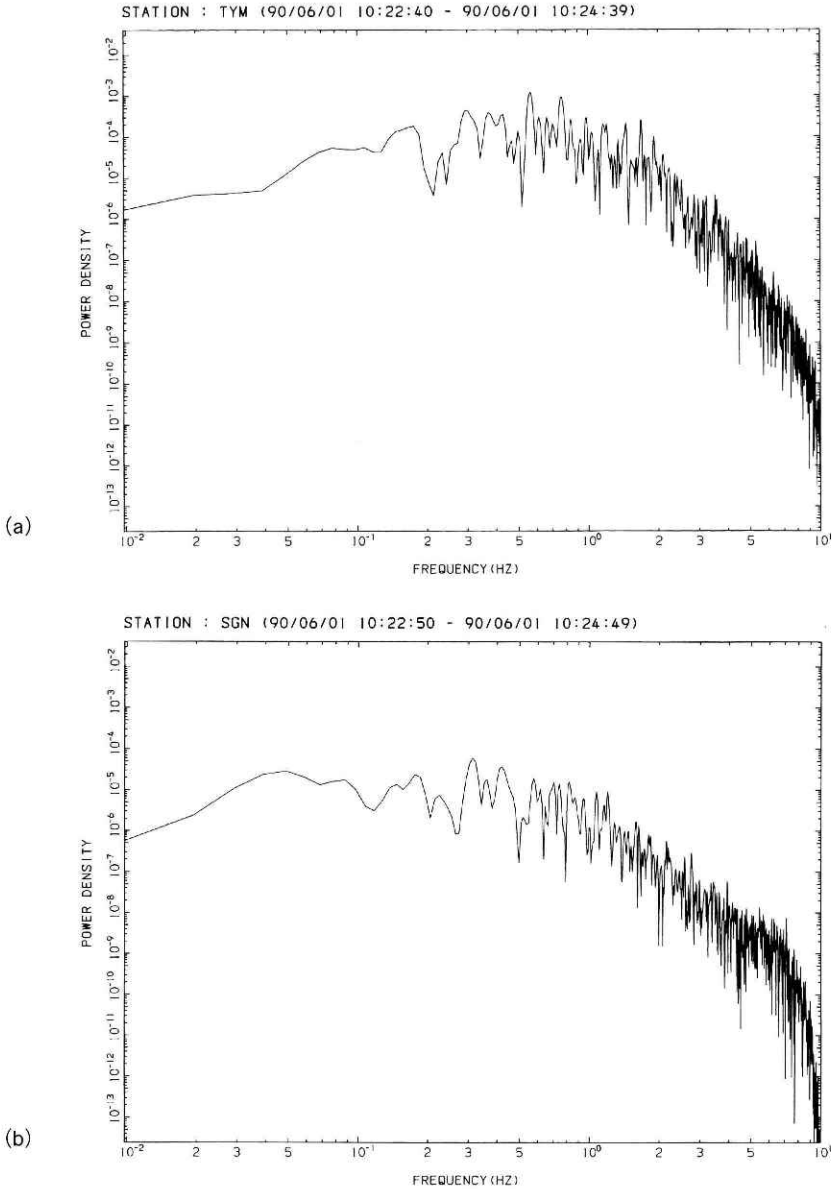 STATION : TYM (90/06/01 10:22:40 - 90/06/01 10:24:39)
POWER DENSITY
10⁻²
10⁻³
10⁻⁴
10⁻⁵
10⁻⁶
10⁻⁷
10⁻⁸
10⁻⁹
10⁻¹⁰
10⁻¹¹
10⁻¹²
10⁻¹³
(a)
10⁻² 2 3 5 10⁻¹ 2 3 5 10⁰ 2 3 5 10¹
FREQUENCY(HZ)
STATION : SGN (90/06/01 10:22:50 - 90/06/01 10:24:49)
POWER DENSITY
10⁻²
10⁻³
10⁻⁴
10⁻⁵
10⁻⁶
10⁻⁷
10⁻⁸
10⁻⁹
10⁻¹⁰
10⁻¹¹
10⁻¹²
10⁻¹³
(b)
10⁻² 2 3 5 10⁻¹ 2 3 5 10⁰ 2 3 5 10¹
FREQUENCY(HZ)